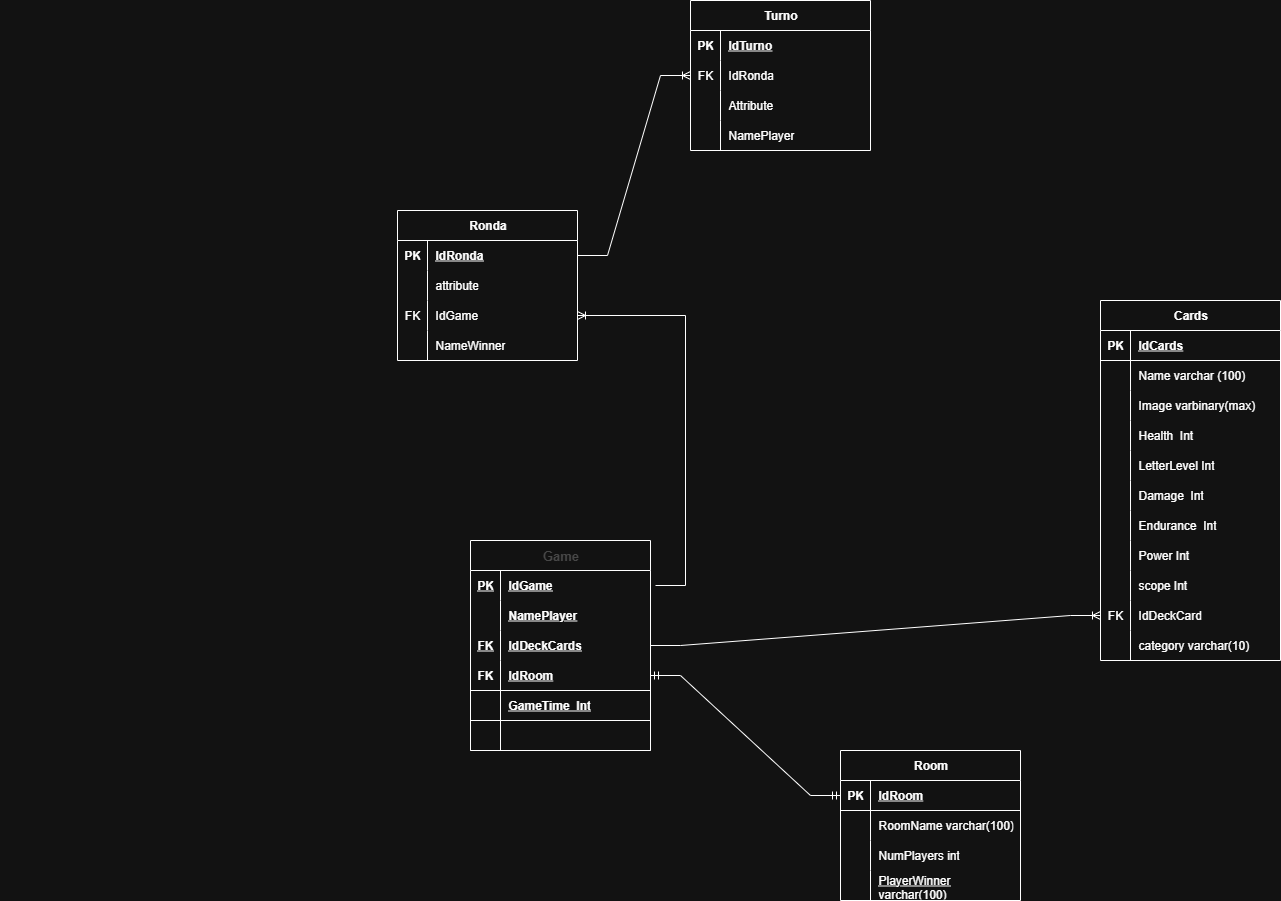 Turno
PK IdTurno
FK IdRonda
Attribute
NamePlayer
Ronda
PK IdRonda
attribute
FK IdGame
NameWinner
Cards
PK IdCards
Name varchar (100)
Image varbinary(max)
Health  Int
LetterLevel Int
Damage  Int
Endurance  Int
Power Int
scope Int
FK IdDeckCard
category varchar(10)
Game
PK IdGame
NamePlayer
FK IdDeckCards
FK IdRoom
GameTime  Int
Room
PK IdRoom
RoomName varchar(100)
NumPlayers int
PlayerWinner
varchar(100)